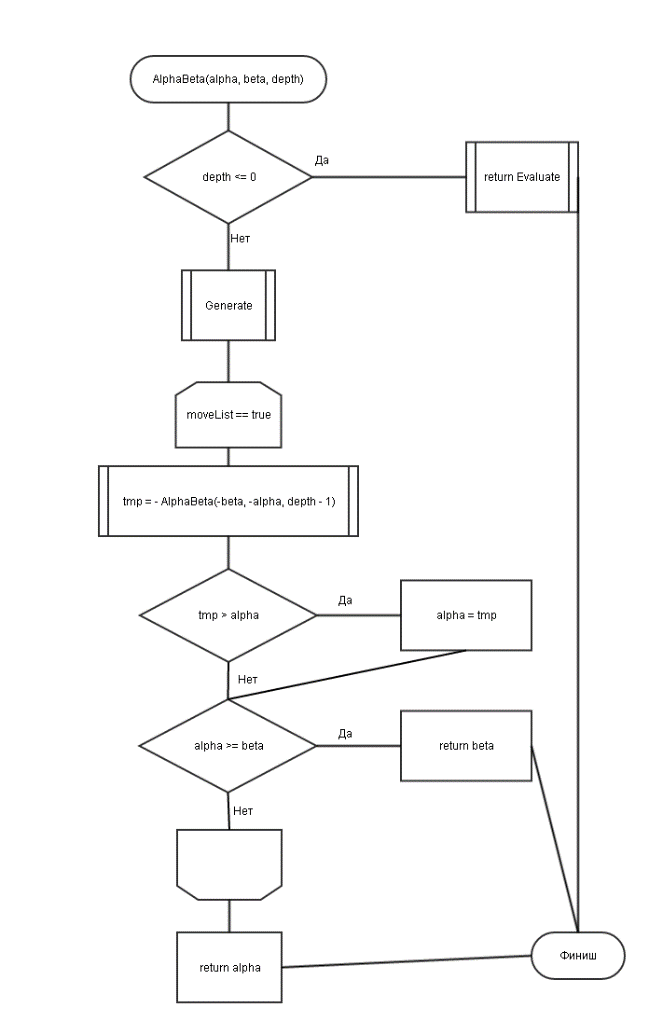 AlphaBeta(alpha, beta, depth)
depth <= 0
Да
return Evaluate
Нет
Generate
moveList == true
tmp = - AlphaBeta(-beta, -alpha, depth - 1)
tmp > alpha
Да
alpha = tmp
Нет
alpha >= beta
Да
return beta
Нет
return alpha
Финиш